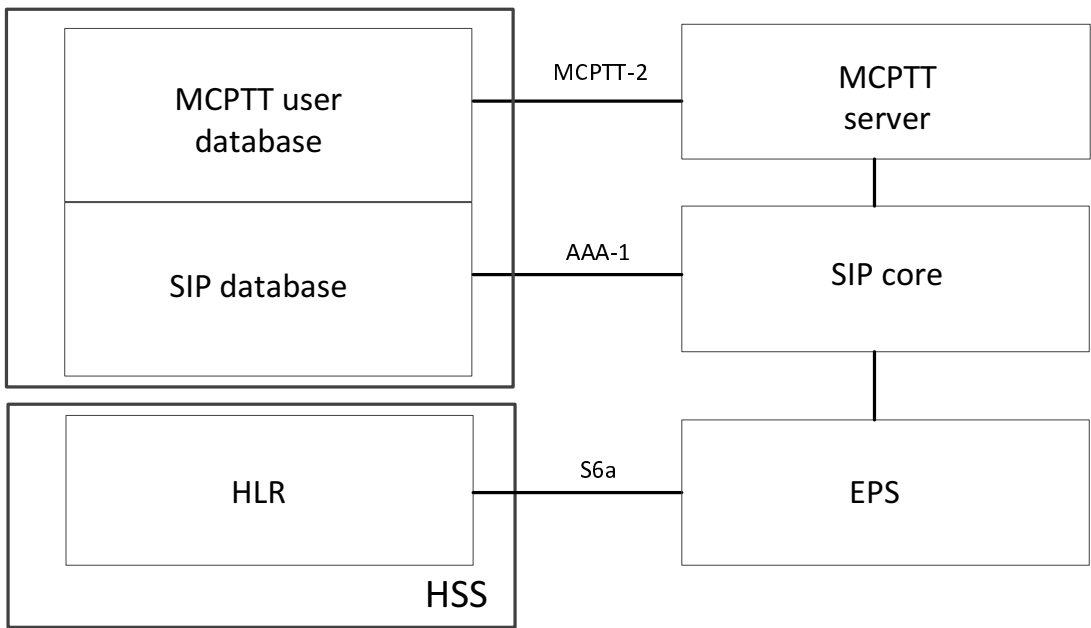 MCPTT user
database
MCPTT-2
MCPTT
server
SIP database
AAA-1
SIP core
HLR
S6a
EPS
HSS